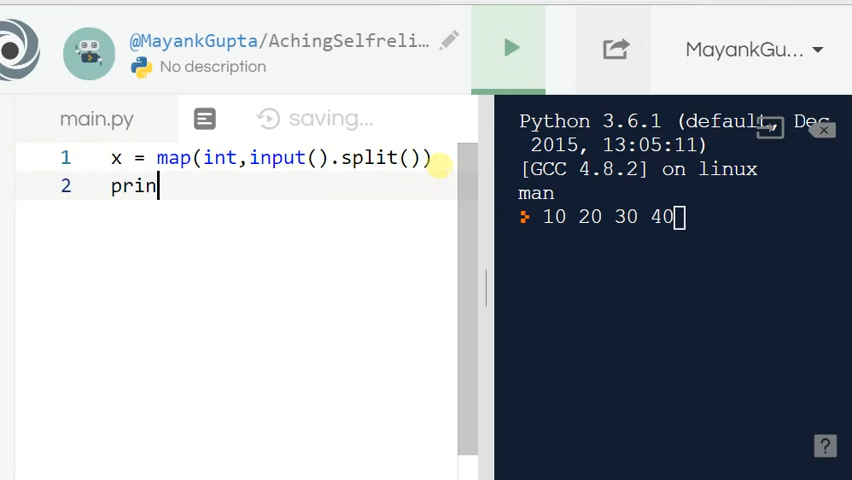 @MayankGupta/AchingSelfreli...
No description
MayankGu...
main.py
saving...
1 x = map(int,input().split())
2 prin
Python 3.6.1 (default, Dec
2015, 13:05:11)
[GCC 4.8.2] on linux
man
10 20 30 40
?